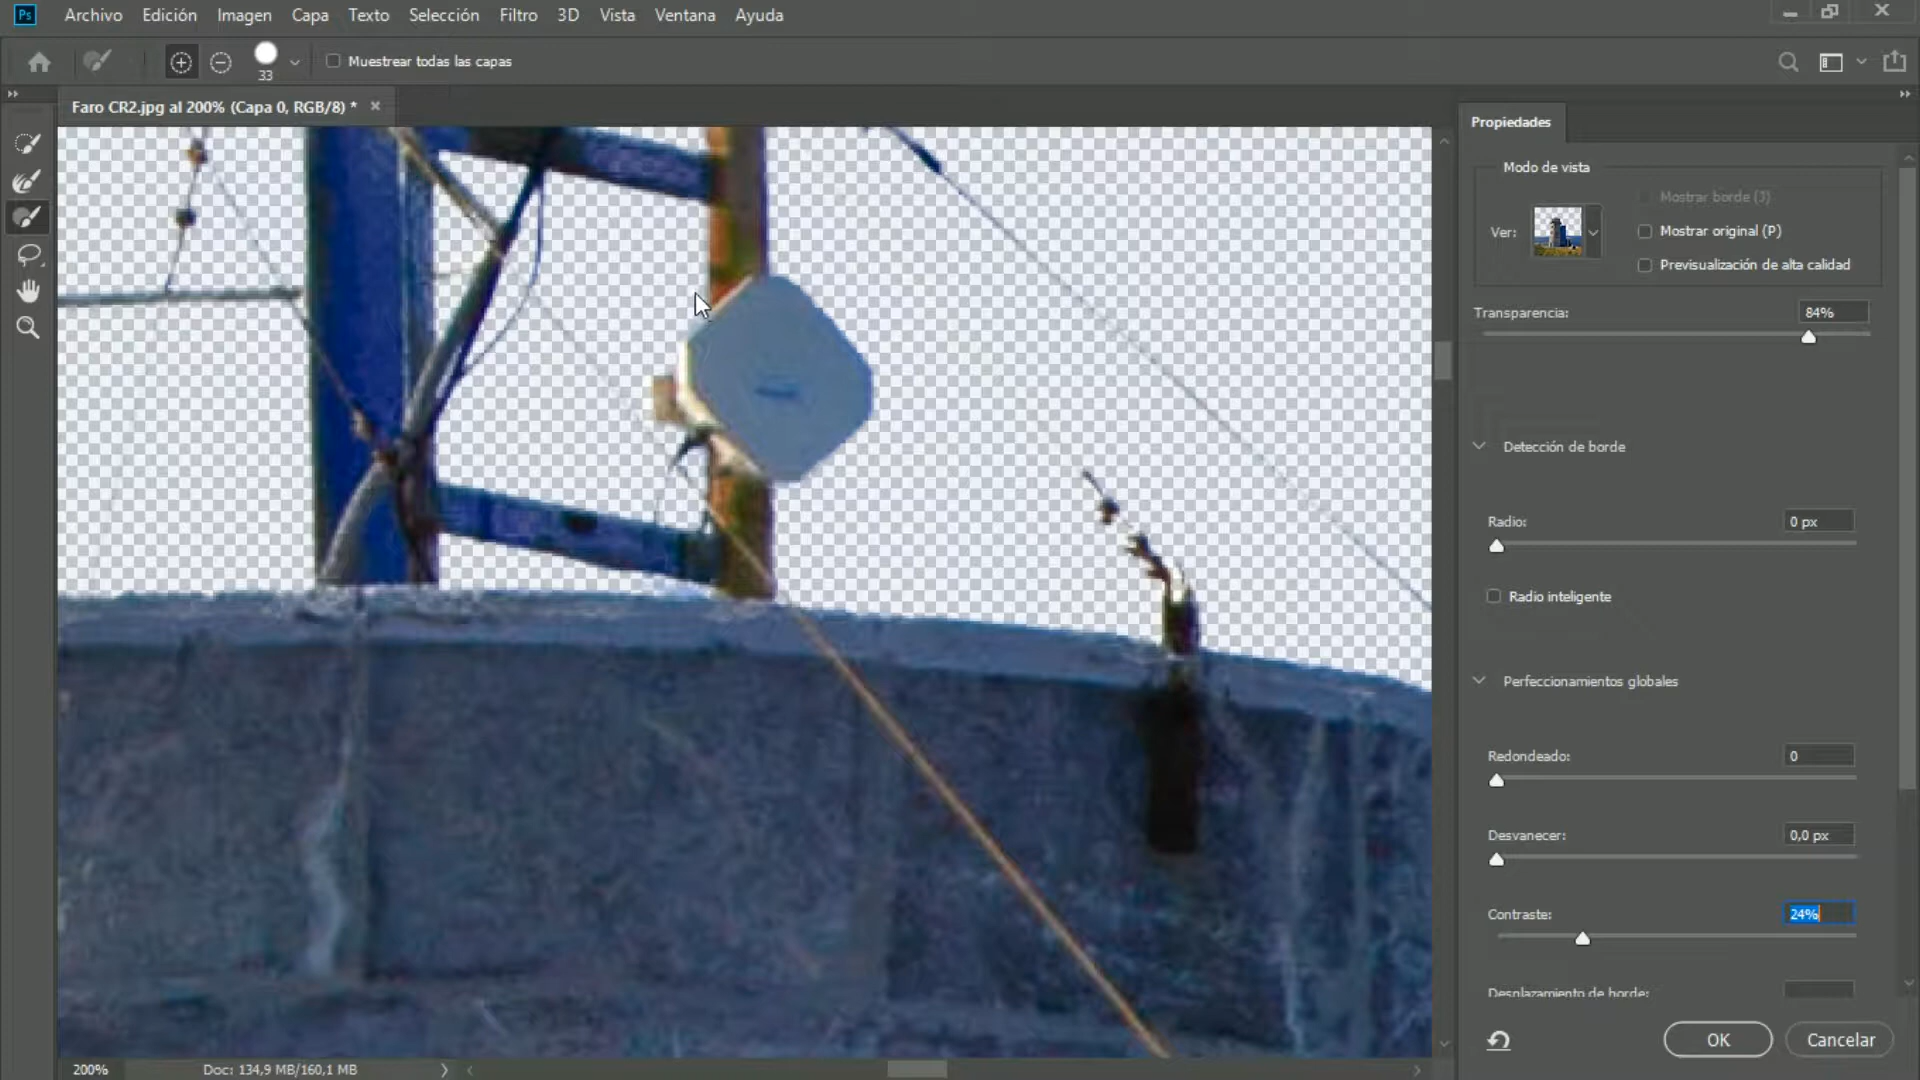 Ps Archivo Edición Imagen Capa Texto Selección Filtro 3D Vista Ventana Ayuda
33
Muestrear todas las capas
Faro CR2.jpg al 200% (Capa 0, RGB/8) *
Propiedades
Modo de vista
Mostrar borde (J)
Ver:
Mostrar original (P)
Previsualización de alta calidad
Transparencia: 84%
Detección de borde
Radio: 0 px
Radio inteligente
Perfeccionamientos globales
Redondeado: 0
Desvanecer: 0,0 px
Contraste: 24%
Desplazamiento de borde:
OK Cancelar
200% Doc: 134,9 MB/160,1 MB